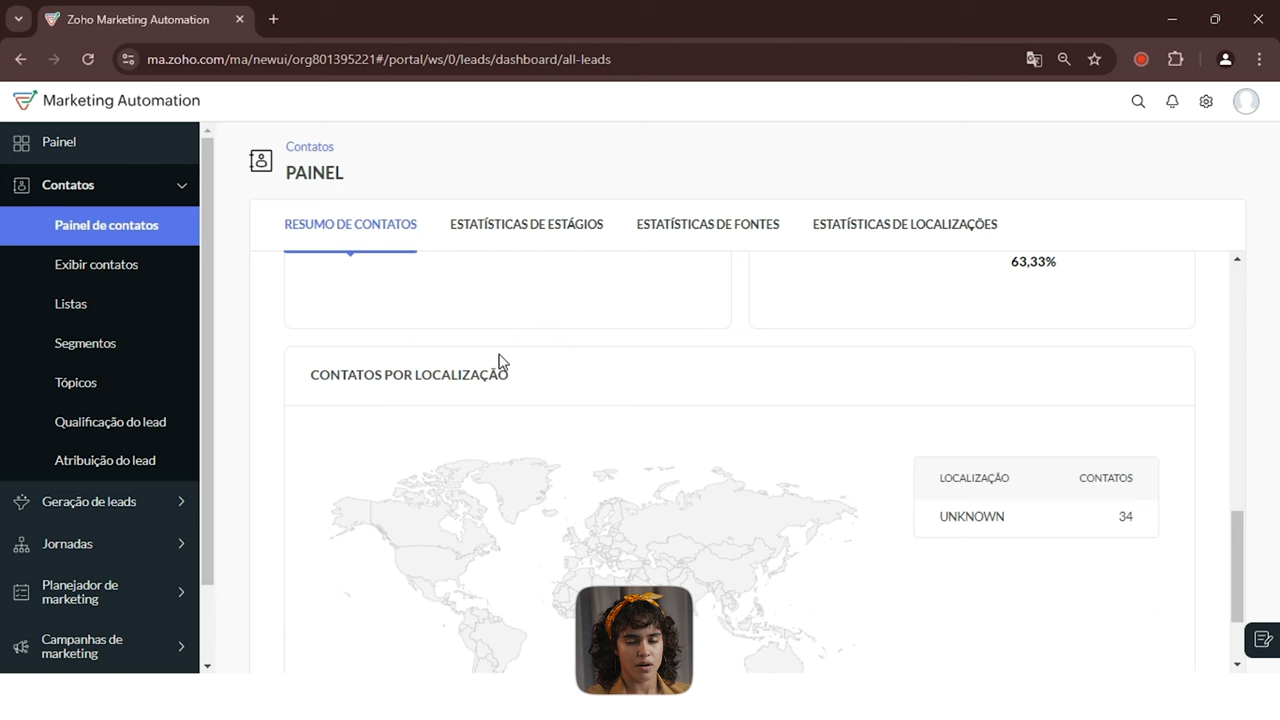 Zoho Marketing Automation
ma.zoho.com/ma/newui/org801395221#/portal/ws/0/leads/dashboard/all-leads
Marketing Automation
Painel
Contatos
Painel de contatos
Exibir contatos
Listas
Segmentos
Tópicos
Qualificação do lead
Atribuição do lead
Geração de leads
Jornadas
Planejador de
marketing
Campanhas de
marketing
Contatos
PAINEL
RESUMO DE CONTATOS
ESTATÍSTICAS DE ESTÁGIOS
ESTATÍSTICAS DE FONTES
ESTATÍSTICAS DE LOCALIZAÇÕES
63,33%
CONTATOS POR LOCALIZAÇÃO
LOCALIZAÇÃO CONTATOS
UNKNOWN 34